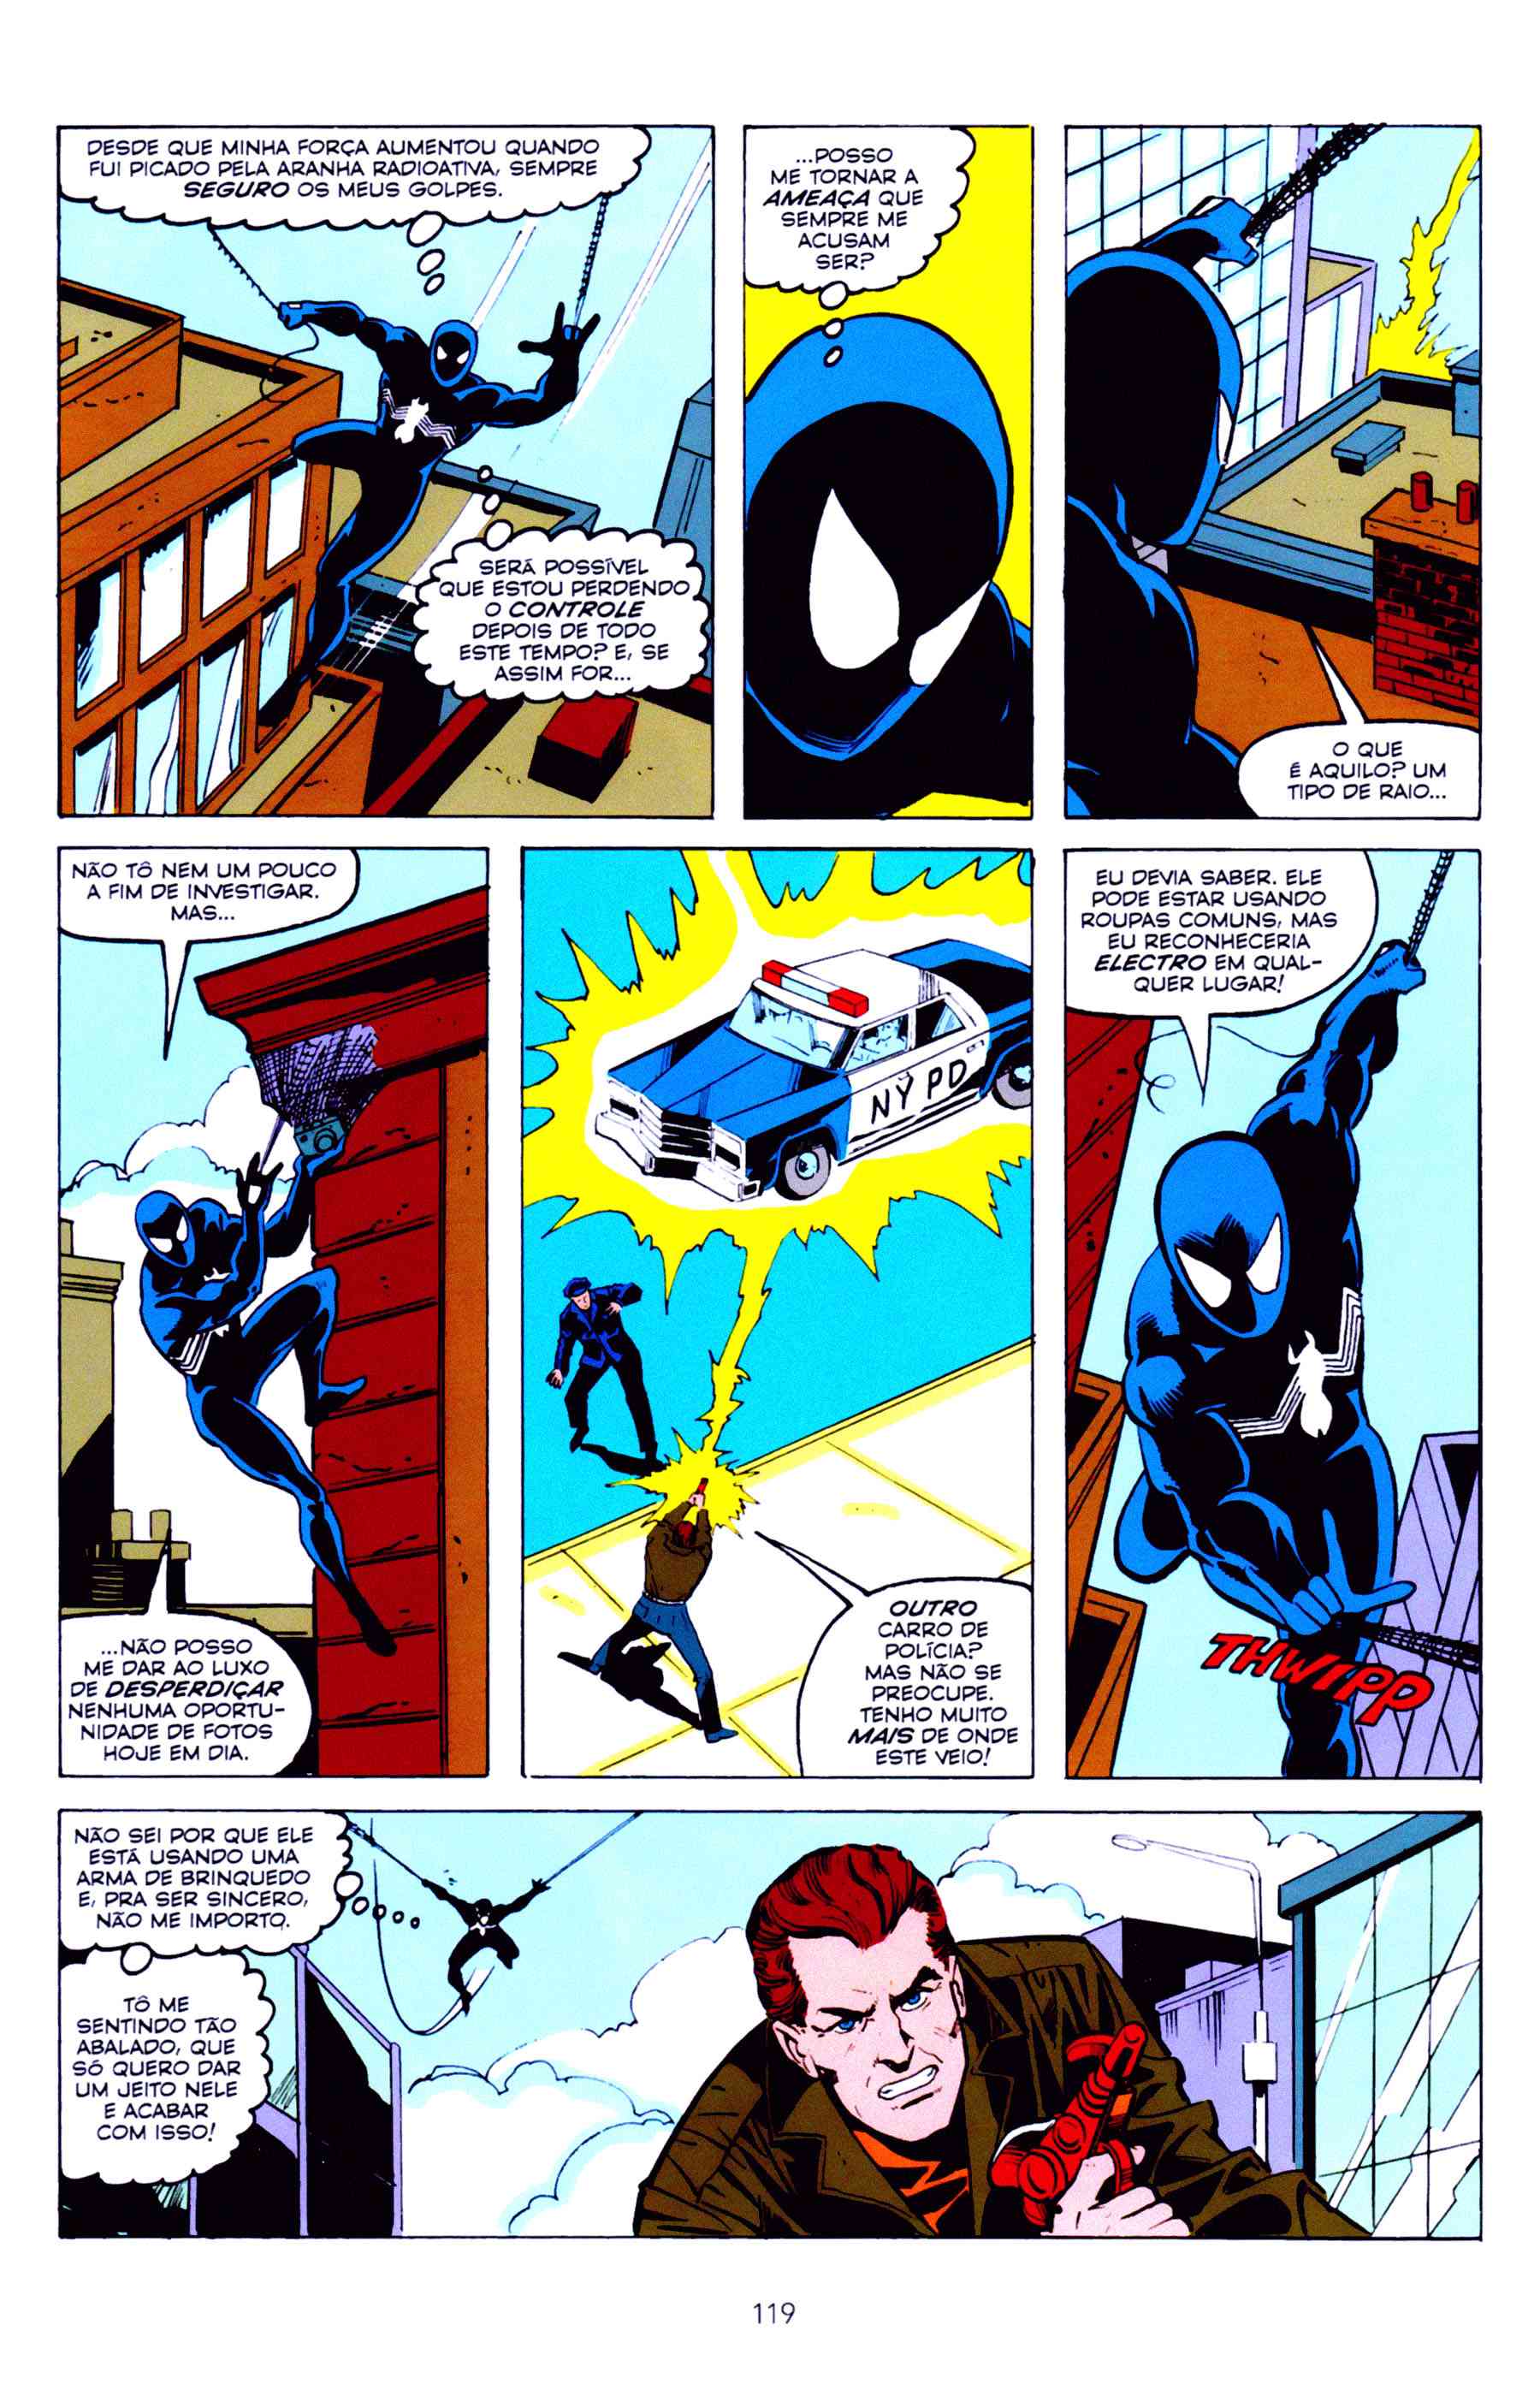 DESDE QUE MINHA FORÇA AUMENTOU QUANDO
FUI PICADO PELA ARANHA RADIOATIVA, SEMPRE
SEGURO OS MEUS GOLPES.
SERÁ POSSÍVEL
QUE ESTOU PERDENDO
O CONTROLE
DEPOIS DE TODO
ESTE TEMPO? E, SE
ASSIM FOR...
...POSSO
ME TORNAR A
AMEAÇA QUE
SEMPRE ME
ACUSAM
SER?
O QUE
É AQUILO? UM
TIPO DE RAIO...
NÃO TÔ NEM UM POUCO
A FIM DE INVESTIGAR.
MAS...
...NÃO POSSO
ME DAR AO LUXO
DE DESPERDIÇAR
NENHUMA OPORTU-
NIDADE DE FOTOS
HOJE EM DIA.
NYPD
OUTRO
CARRO DE
POLÍCIA?
MAS NÃO SE
PREOCUPE.
TENHO MUITO
MAIS DE ONDE
ESTE VEIO!
EU DEVIA SABER. ELE
PODE ESTAR USANDO
ROUPAS COMUNS, MAS
EU RECONHECERIA
ELECTRO EM QUAL-
QUER LUGAR!
THWIPP
NÃO SEI POR QUE ELE
ESTÁ USANDO UMA
ARMA DE BRINQUEDO
E, PRA SER SINCERO,
NÃO ME IMPORTO.
TÔ ME
SENTINDO TÃO
ABALADO, QUE
SÓ QUERO DAR
UM JEITO NELE
E ACABAR
COM ISSO!
119